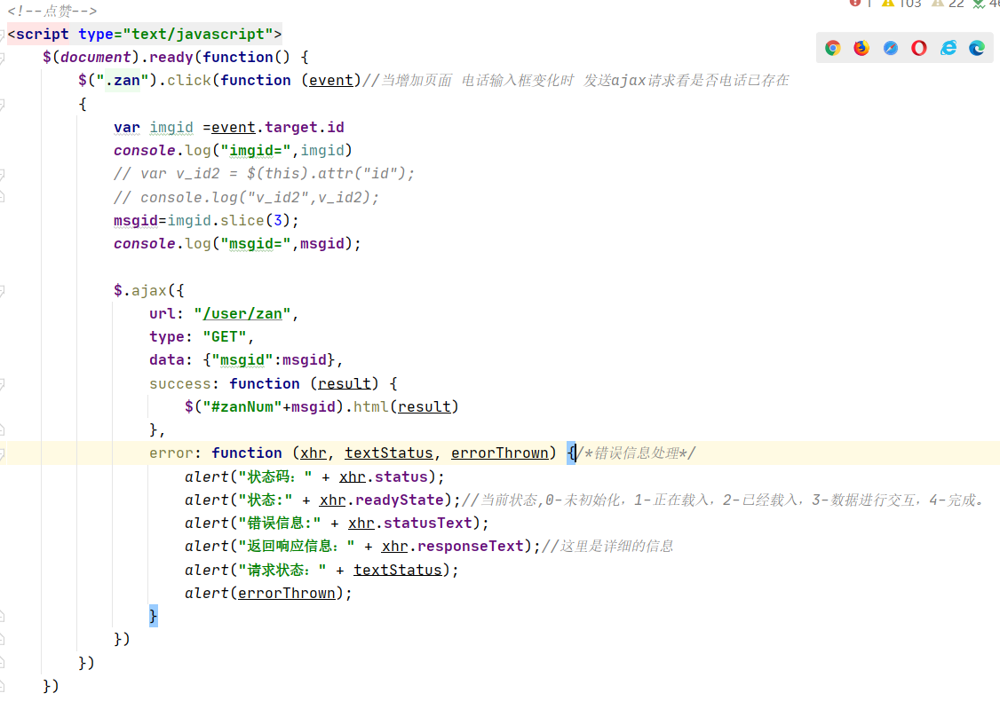 <!--点赞-->
1 103 22
<script type="text/javascript">
$(document).ready(function() {
$(".zan").click(function (event)//当增加页面 电话输入框变化时 发送ajax请求看是否电话已存在
{
var imgid =event.target.id
console.log("imgid=",imgid)
// var v_id2 = $(this).attr("id");
// console.log("v_id2",v_id2);
msgid=imgid.slice(3);
console.log("msgid=",msgid);
$.ajax({
url: "/user/zan",
type: "GET",
data: {"msgid":msgid},
success: function (result) {
$("#zanNum"+msgid).html(result)
},
error: function (xhr, textStatus, errorThrown) {/*错误信息处理*/
alert("状态码：" + xhr.status);
alert("状态:" + xhr.readyState);//当前状态,0-未初始化，1-正在载入，2-已经载入，3-数据进行交互，4-完成。
alert("错误信息:" + xhr.statusText);
alert("返回响应信息：" + xhr.responseText);//这里是详细的信息
alert("请求状态：" + textStatus);
alert(errorThrown);
}
})
})
})